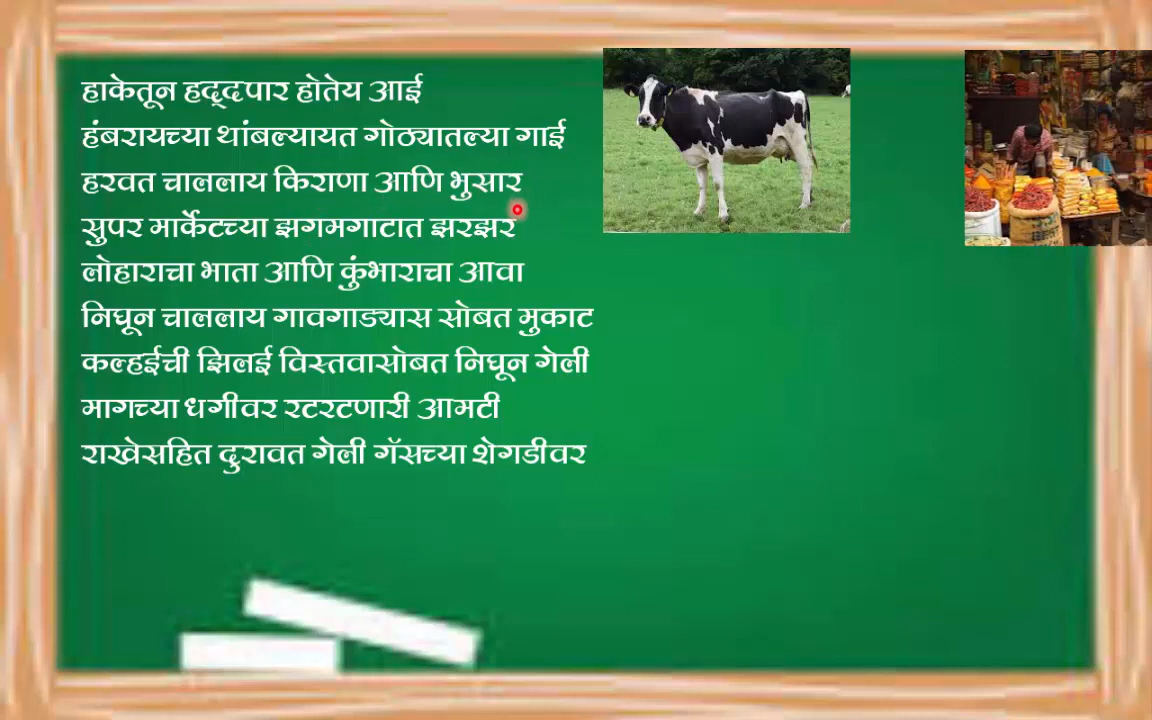 हाकेतून हद्दपार होतेय आई
हंबरायच्या थांबल्यायत गोठ्यातल्या गाई
हरवत चाललाय किराणा आणि भुसार
सुपर मार्केटच्या झगमगाटात झरझर
लोहाराचा भाता आणि कुंभाराचा आवा
निघून चाललाय गावगाड्यास सोबत मुकाट
कल्हईची झिलई विस्तवासोबत निघून गेली
मागच्या धगीवर रटरटणारी आमटी
राखेसहित दुरावत गेली गॅसच्या शेगडीवर